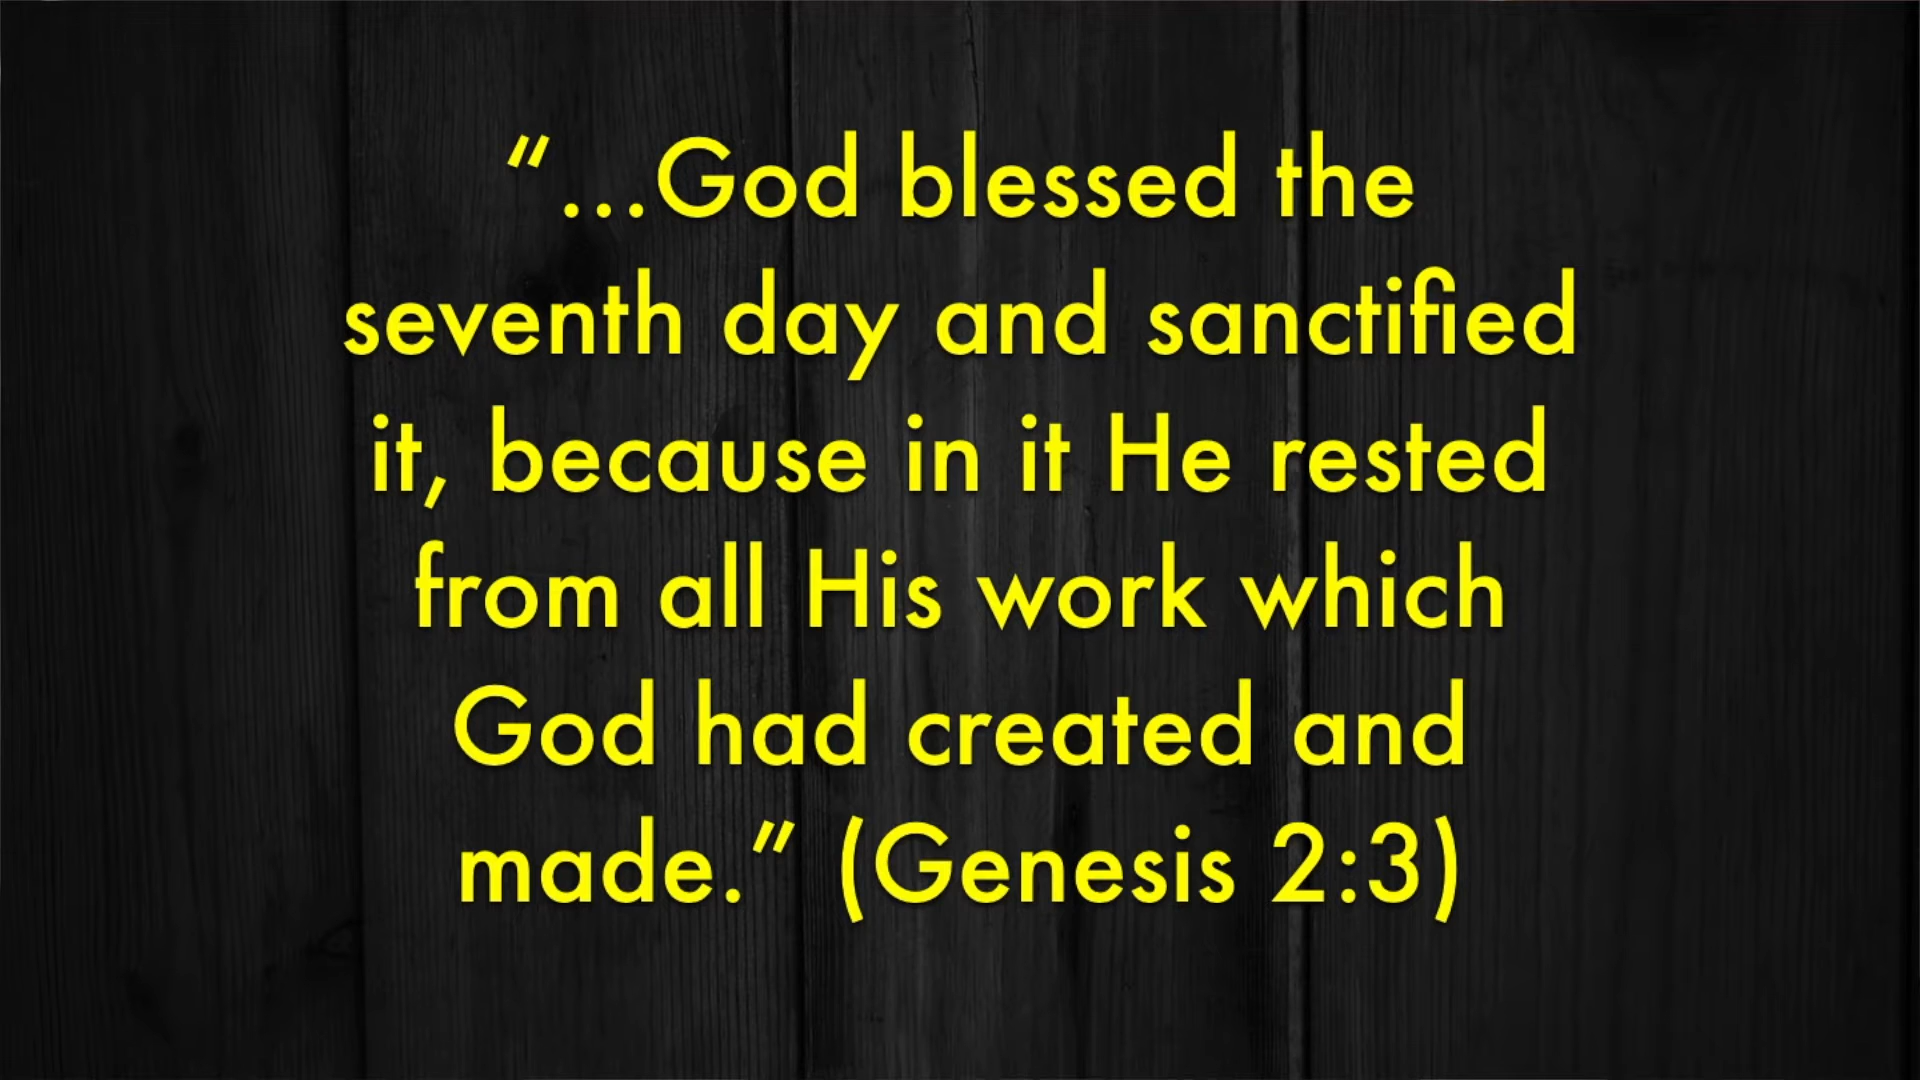 “...God blessed the
seventh day and sanctified
it, because in it He rested
from all His work which
God had created and
made.” (Genesis 2:3)